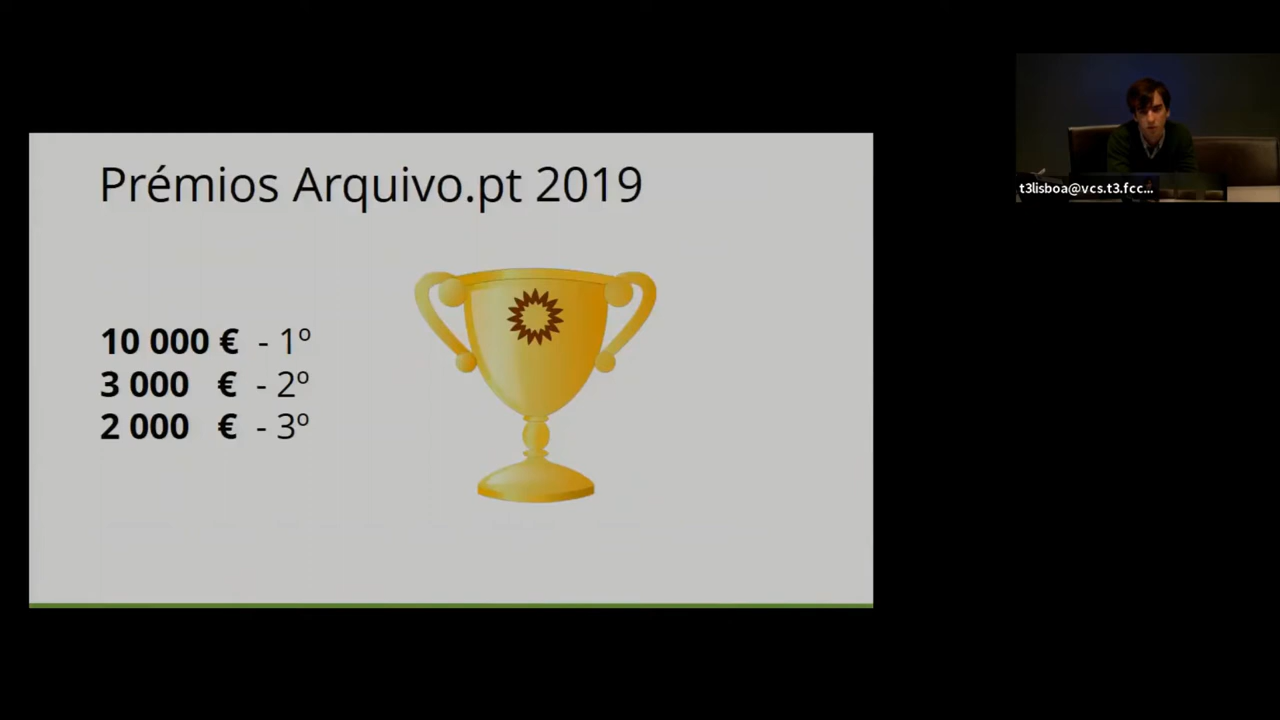 Prémios Arquivo.pt 2019
10 000 € - 1º
3 000 € - 2º
2 000 € - 3º
t3lisboa@vcs.t3.fcc...